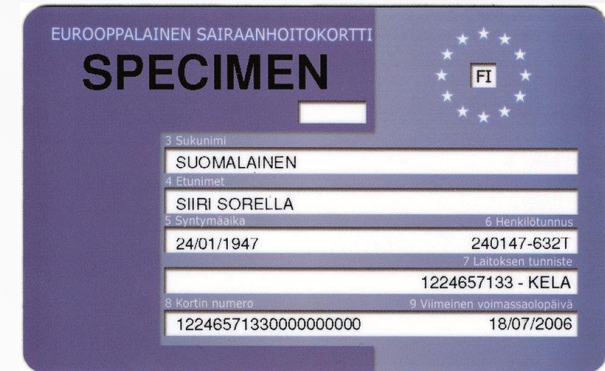 EUROOPPALAINEN SAIRAANHOITOKORTTI
SPECIMEN
FI
3 Sukunimi
SUOMALAINEN
4 Etunimet
SIIRI SORELLA
5 Syntymäaika 6 Henkilötunnus
24/01/1947 240147-632T
7 Laitoksen tunniste
1224657133 - KELA
8 Kortin numero 9 Viimeinen voimassaolopäivä
12246571330000000000 18/07/2006